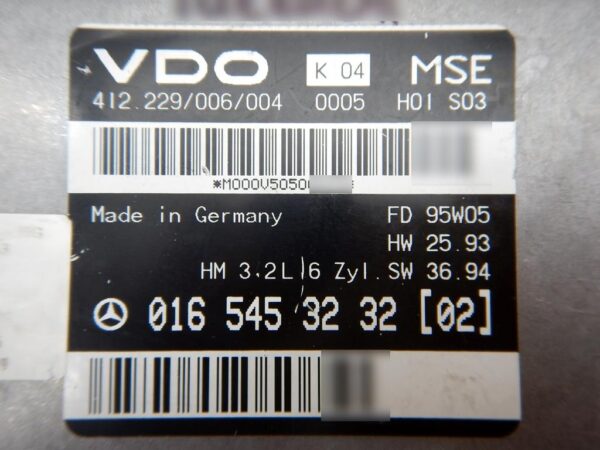 VDO K 04 MSE
412.229/006/004 0005 H01 S03
*M000V5050
Made in Germany FD 95W05
HW 25.93
HM 3.2L 6 Zyl. SW 36.94
016 545 32 32 [02]